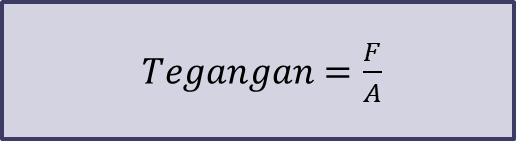 Tegangan = F/A